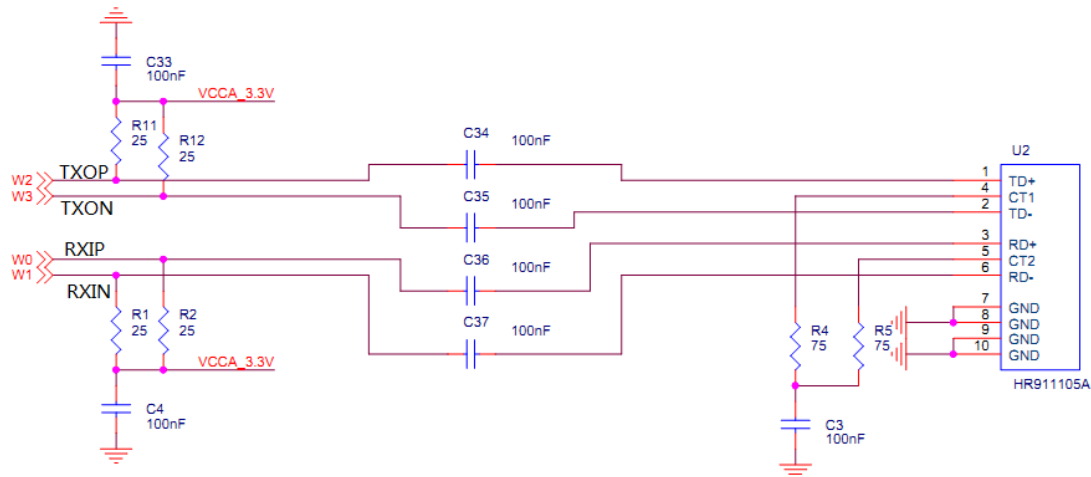 C33
100nF
VCCA_3.3V
R11
25
R12
25
W2
TXOP
W3
TXON
C34
100nF
C35
100nF
W0
RXIP
W1
RXIN
C36
100nF
C37
100nF
R1
25
R2
25
VCCA_3.3V
C4
100nF
R4
75
R5
75
C3
100nF
U2
1 TD+
4 CT1
2 TD-
3 RD+
5 CT2
6 RD-
7 GND
8 GND
9 GND
10 GND
HR911105A